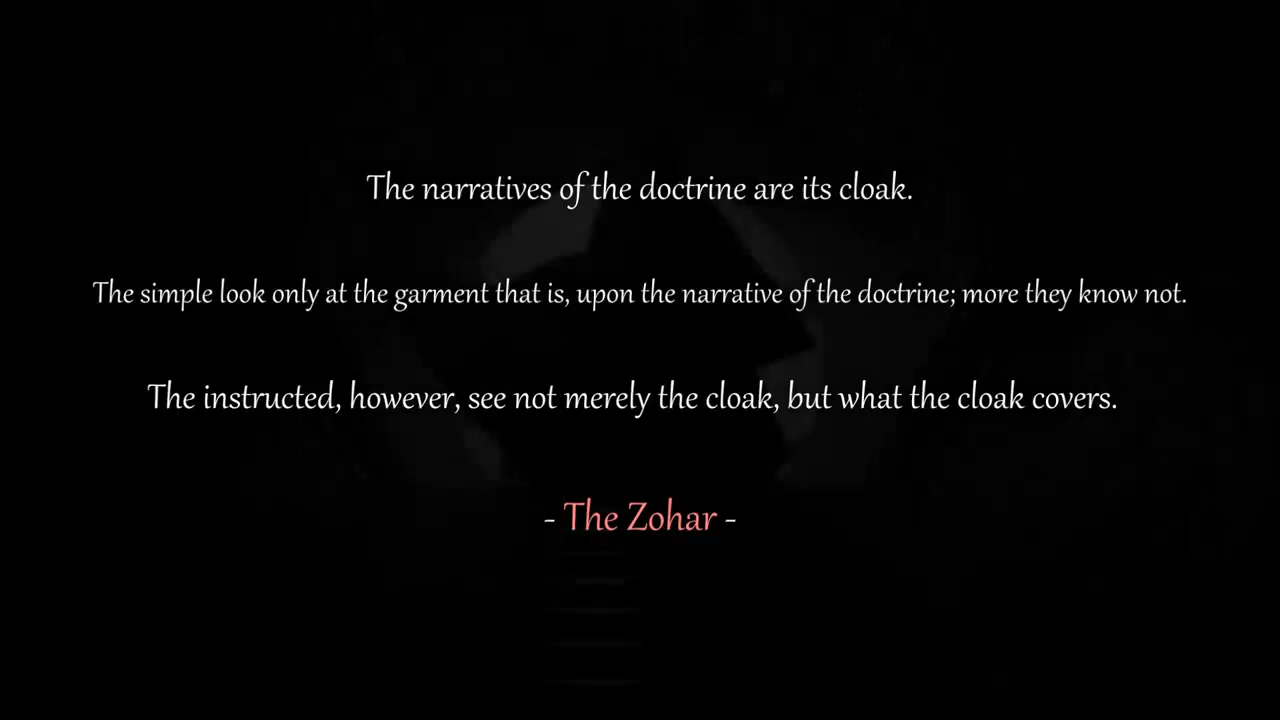 The narratives of the doctrine are its cloak.
The simple look only at the garment that is, upon the narrative of the doctrine; more they know not.
The instructed, however, see not merely the cloak, but what the cloak covers.
- The Zohar -